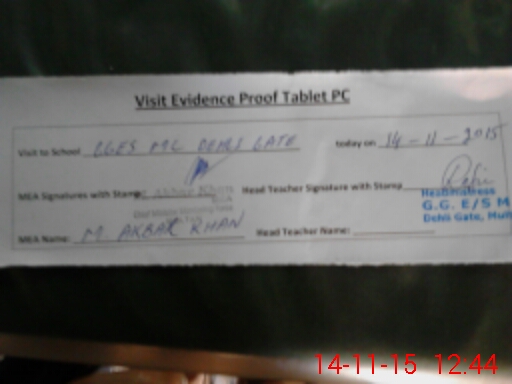 Visit Evidence Proof Tablet PC
Visit to School GGES MC DEHLI GATE today on 14-11-2015
MEA Signatures with Stamp Head Teacher Signature with Stamp
Headmistress
G.G. E/S M
Dehli Gate, Mult
MEA Name: M. AKBAR KHAN Head Teacher Name:
14-11-15 12:44